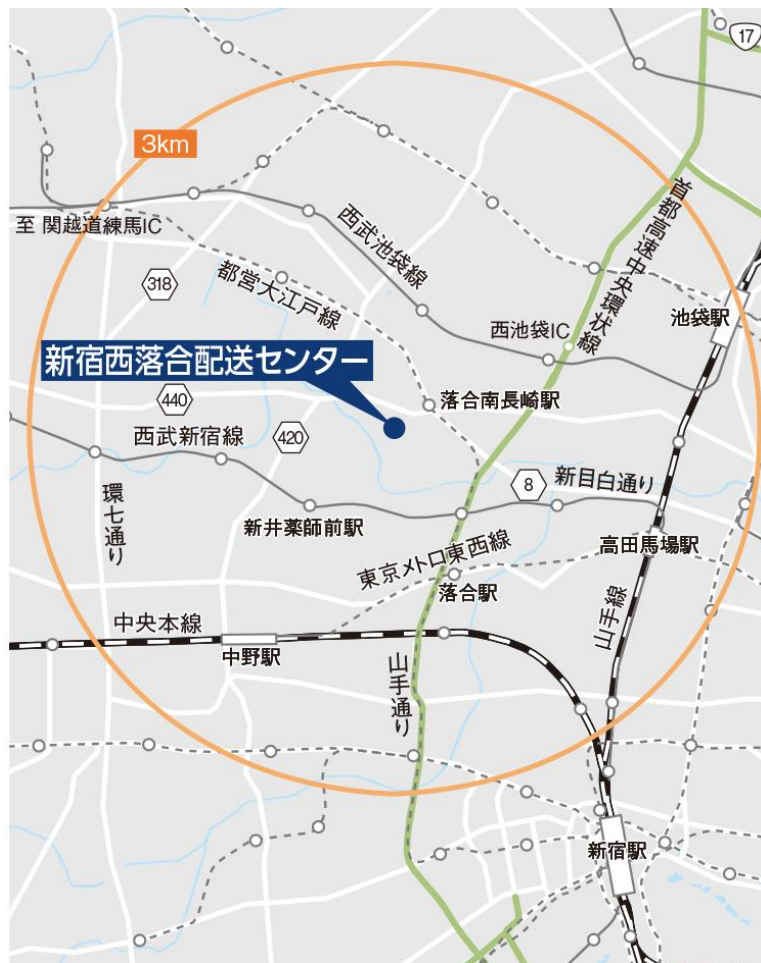 17
3km
首都高速中央環状線
至 関越道練馬IC
西武池袋線
318
都営大江戸線
池袋駅
西池袋IC
新宿西落合配送センター
440
落合南長崎駅
420
西武新宿線
8
新目白通り
環七通り
新井薬師前駅
高田馬場駅
東京メトロ東西線
落合駅
山手線
中央本線
中野駅
山手通り
新宿駅